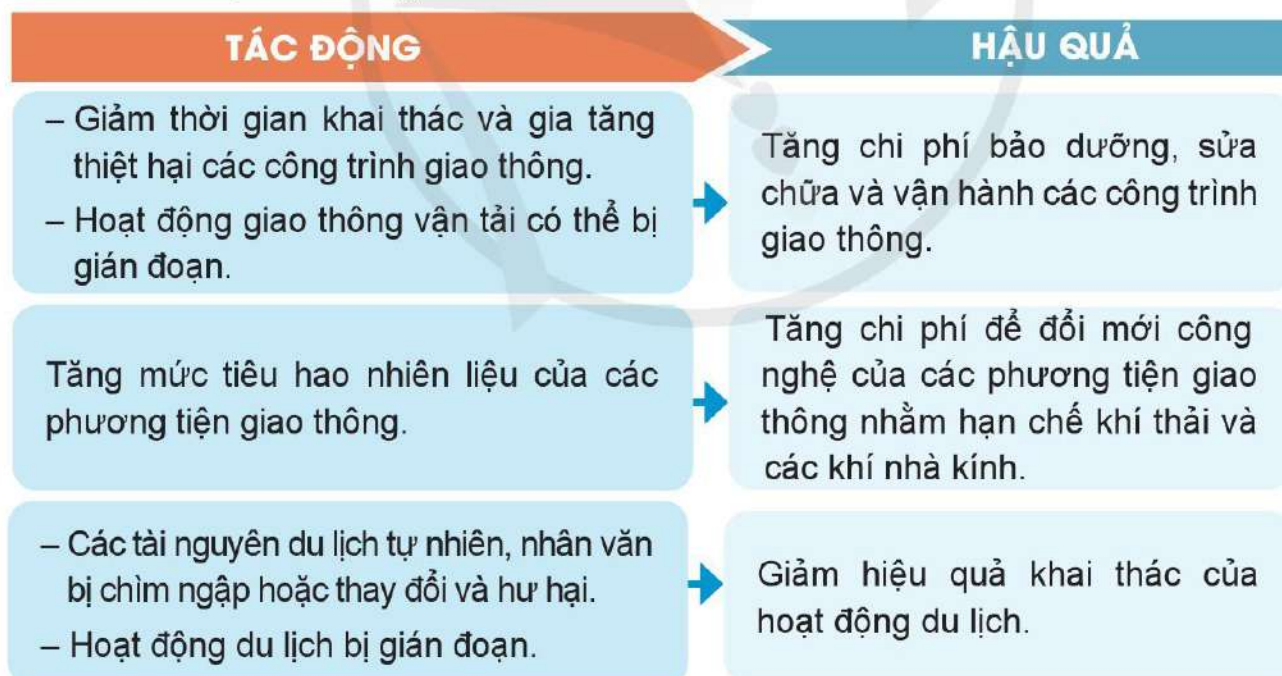 TÁC ĐỘNG
HẬU QUẢ
– Giảm thời gian khai thác và gia tăng
thiệt hại các công trình giao thông.
– Hoạt động giao thông vận tải có thể bị
gián đoạn.
Tăng chi phí bảo dưỡng, sửa
chữa và vận hành các công trình
giao thông.
Tăng mức tiêu hao nhiên liệu của các
phương tiện giao thông.
Tăng chi phí để đổi mới công
nghệ của các phương tiện giao
thông nhằm hạn chế khí thải và
các khí nhà kính.
– Các tài nguyên du lịch tự nhiên, nhân văn
bị chìm ngập hoặc thay đổi và hư hại.
– Hoạt động du lịch bị gián đoạn.
Giảm hiệu quả khai thác của
hoạt động du lịch.